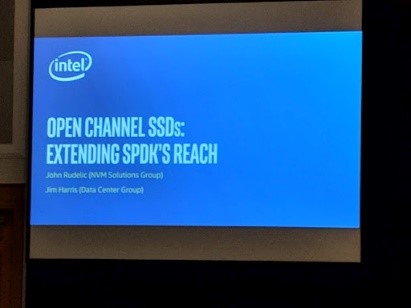 intel
OPEN CHANNEL SSDs:
EXTENDING SPDK'S REACH
John Rudelic (NVM Solutions Group)
Jim Harris (Data Center Group)